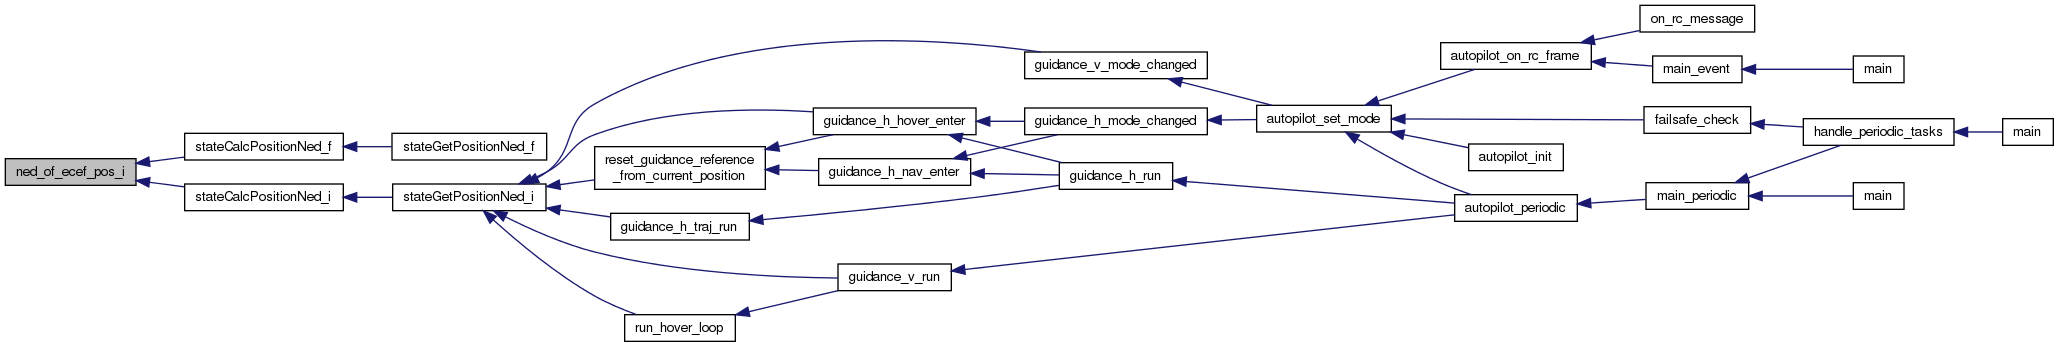 ned_of_ecef_pos_i
stateCalcPositionNed_f
stateCalcPositionNed_i
stateGetPositionNed_f
stateGetPositionNed_i
reset_guidance_reference
_from_current_position
guidance_h_traj_run
run_hover_loop
guidance_h_hover_enter
guidance_h_nav_enter
guidance_v_run
guidance_v_mode_changed
guidance_h_mode_changed
guidance_h_run
autopilot_set_mode
autopilot_on_rc_frame
autopilot_init
autopilot_periodic
on_rc_message
main_event
failsafe_check
main_periodic
main
handle_periodic_tasks
main
main